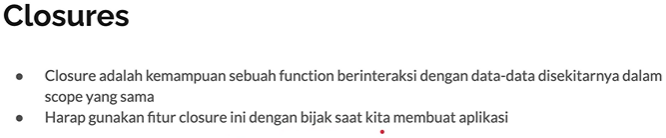 Closures
● Closure adalah kemampuan sebuah function berinteraksi dengan data-data disekitarnya dalam
scope yang sama
● Harap gunakan fitur closure ini dengan bijak saat kita membuat aplikasi